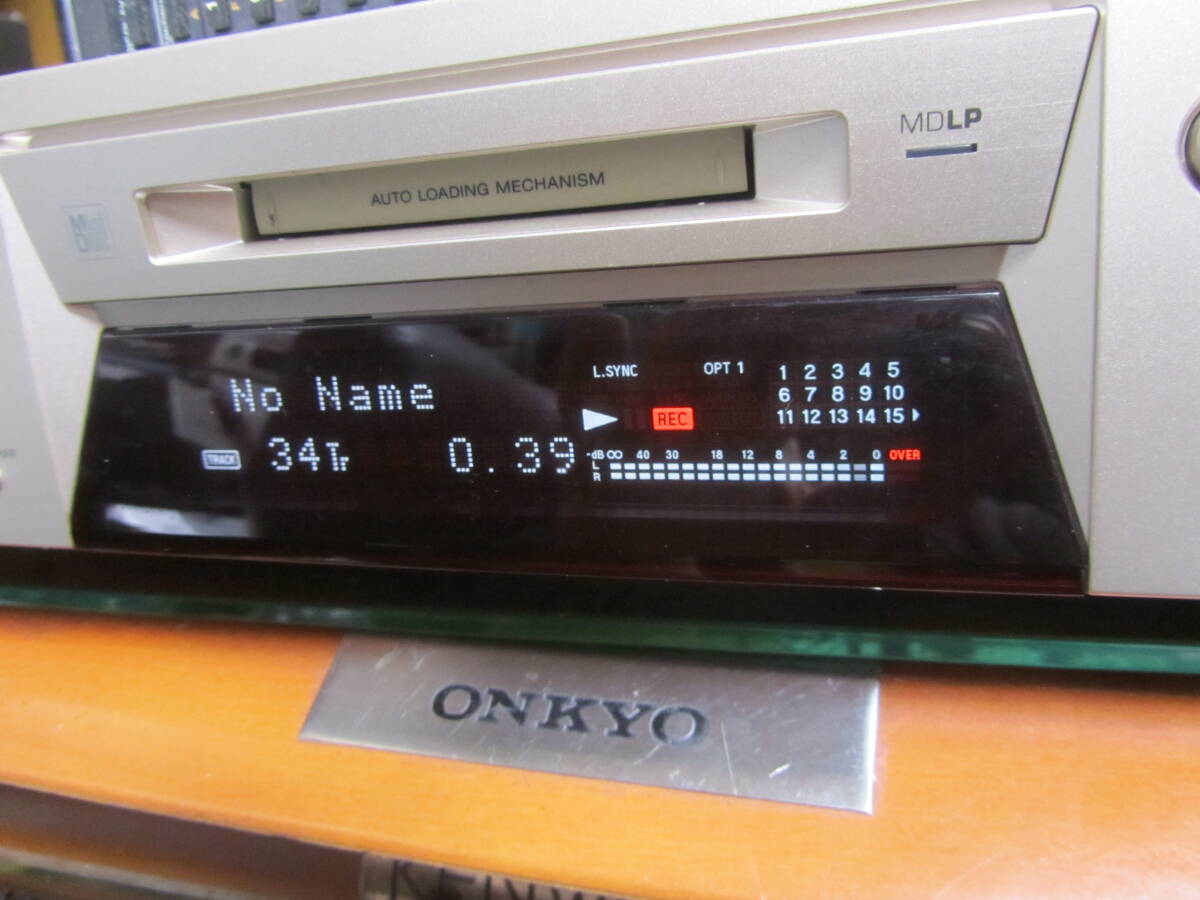 MDLP
AUTO LOADING MECHANISM
MD
No Name
L.SYNC OPT 1
1 2 3 4 5
6 7 8 9 10
REC 11 12 13 14 15
TRACK 34Tr 0.39
-dB ∞ 40 30 18 12 8 4 2 0 OVER
L
R
ONKYO